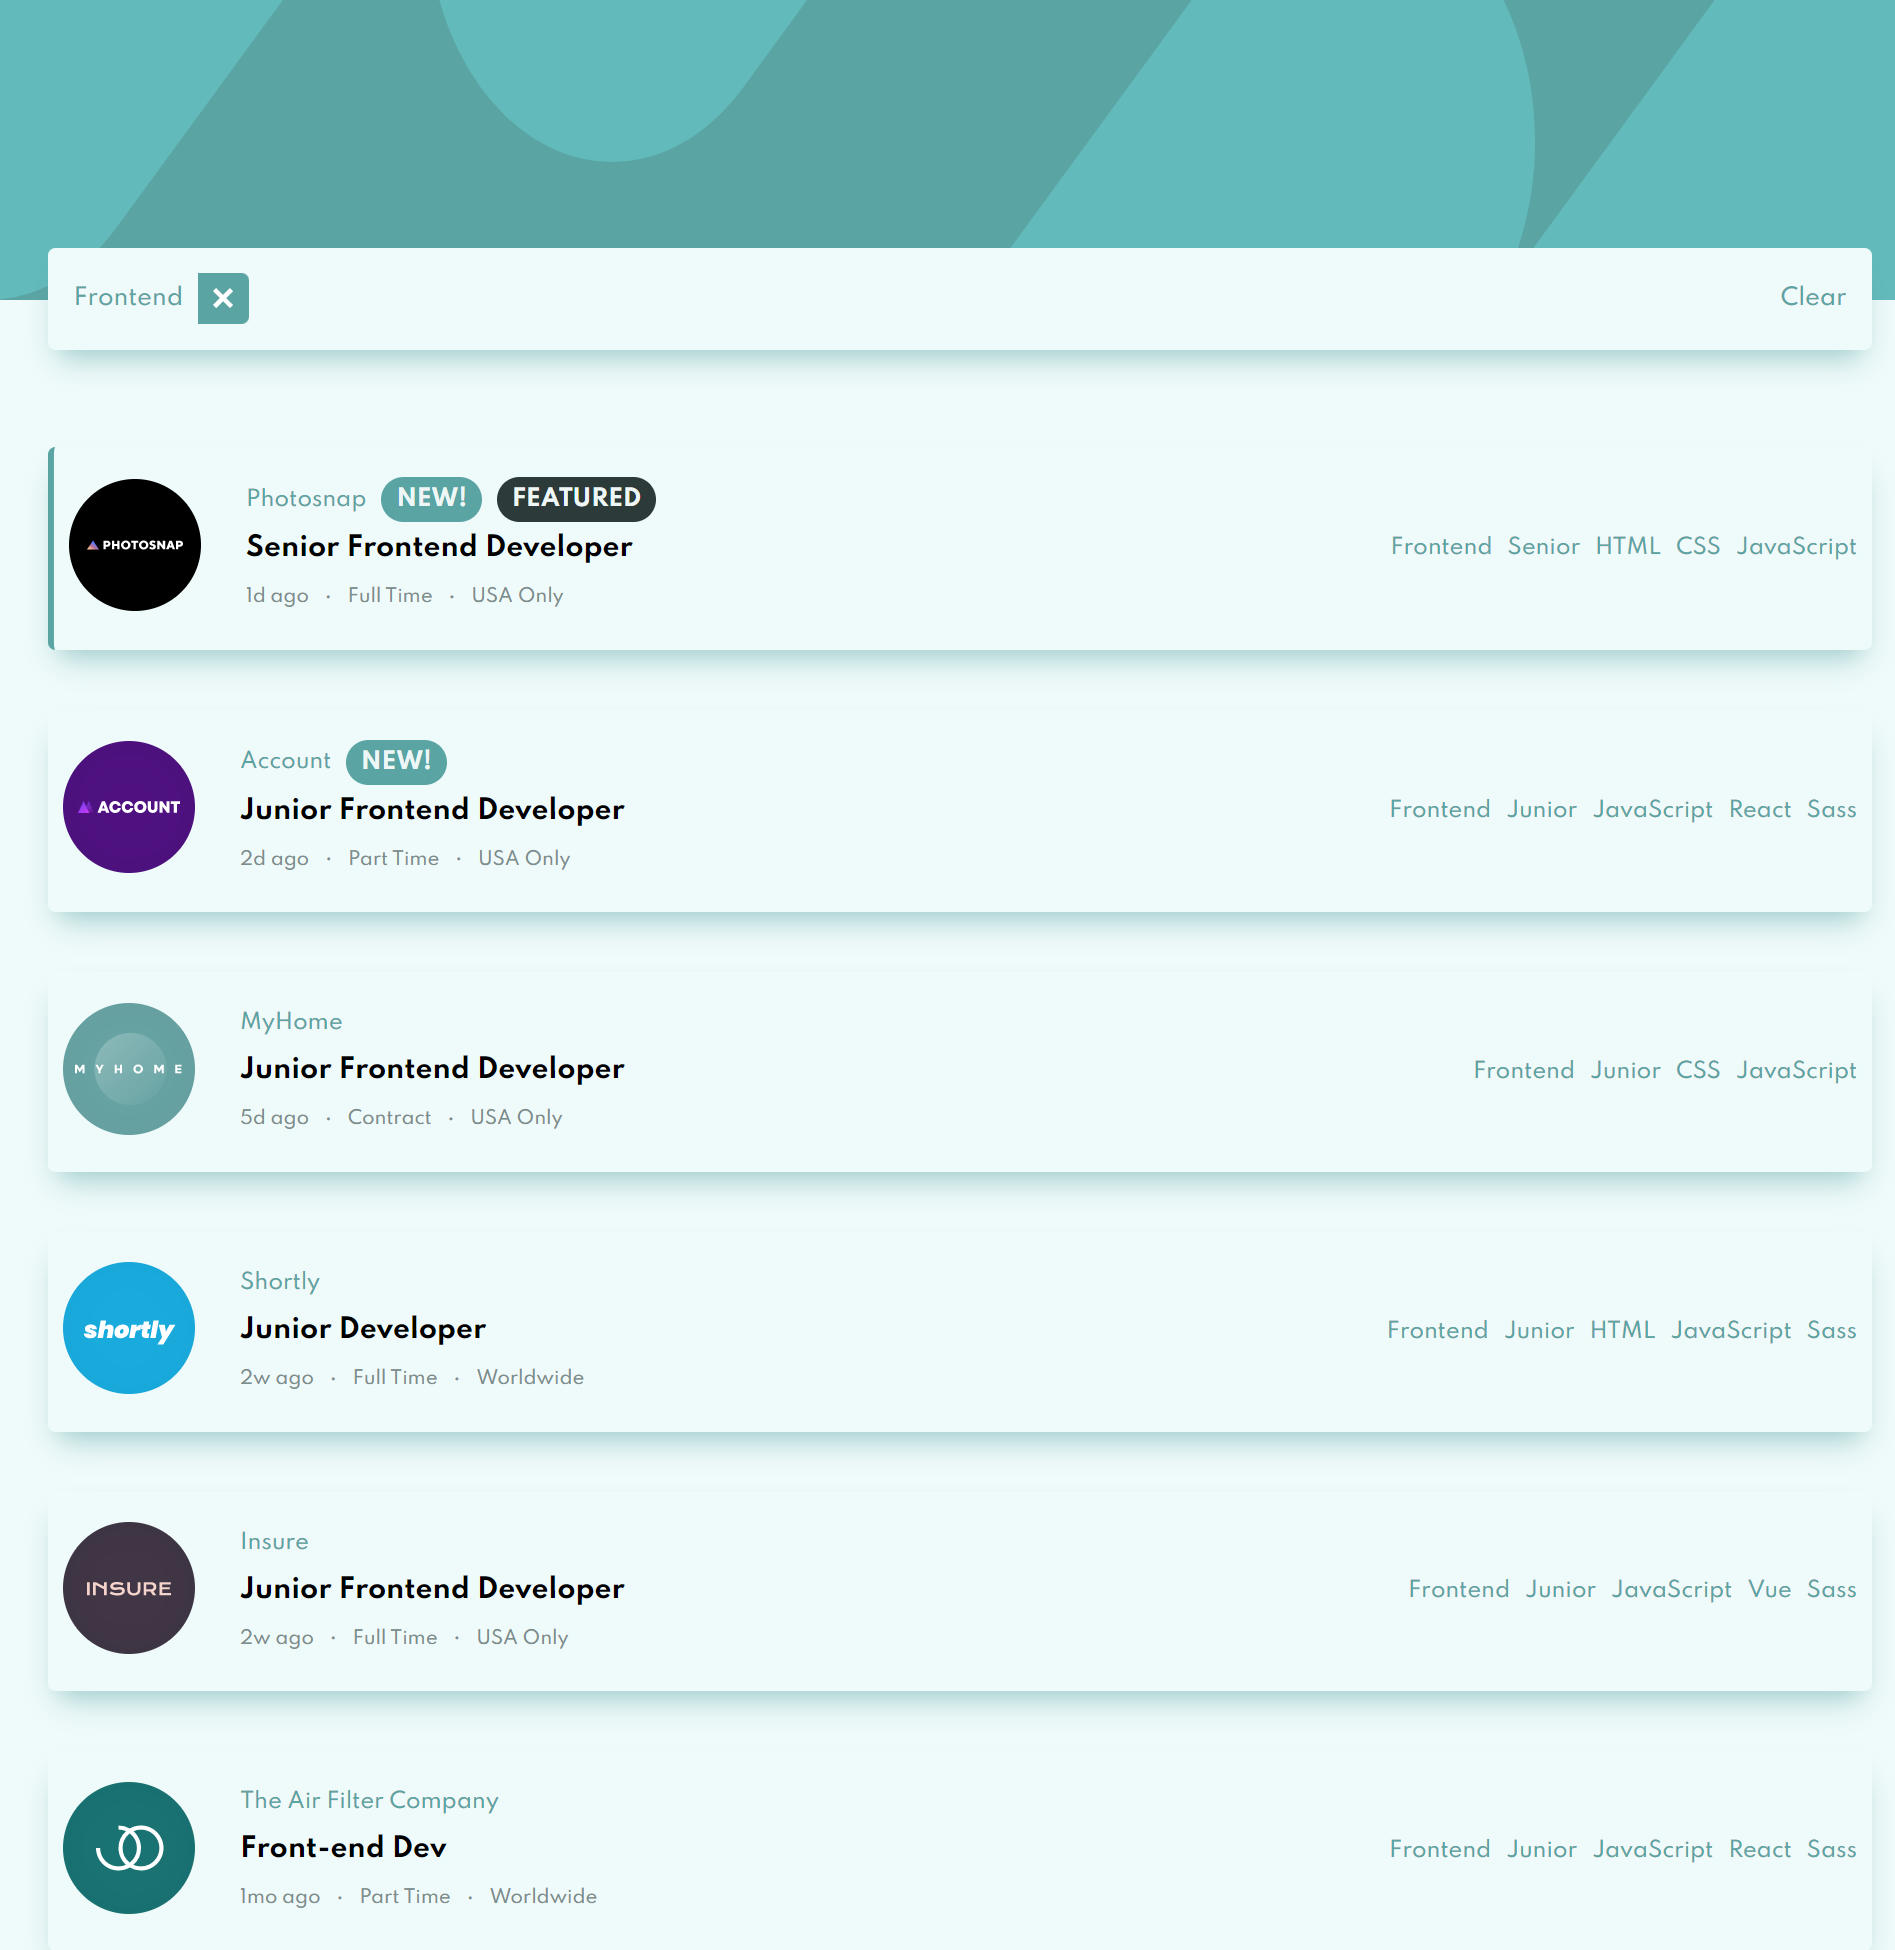 Frontend ✕ Clear
PHOTOSNAP
Photosnap NEW! FEATURED
Senior Frontend Developer
1d ago · Full Time · USA Only
Frontend Senior HTML CSS JavaScript
ACCOUNT
Account NEW!
Junior Frontend Developer
2d ago · Part Time · USA Only
Frontend Junior JavaScript React Sass
MYHOME
MyHome
Junior Frontend Developer
5d ago · Contract · USA Only
Frontend Junior CSS JavaScript
shortly
Shortly
Junior Developer
2w ago · Full Time · Worldwide
Frontend Junior HTML JavaScript Sass
INSURE
Insure
Junior Frontend Developer
2w ago · Full Time · USA Only
Frontend Junior JavaScript Vue Sass
The Air Filter Company
Front-end Dev
1mo ago · Part Time · Worldwide
Frontend Junior JavaScript React Sass